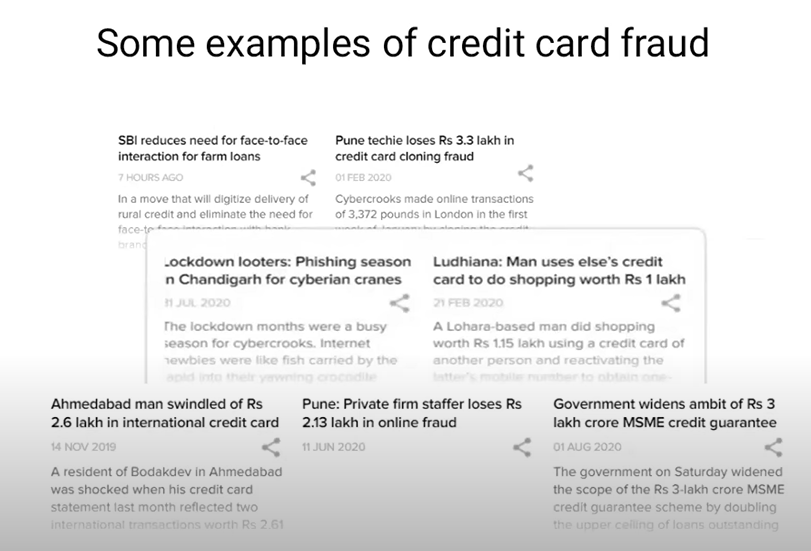 Some examples of credit card fraud
SBI reduces need for face-to-face
interaction for farm loans
7 HOURS AGO
In a move that will digitize delivery of
rural credit and eliminate the need for
face-to-face interaction with bank
branc
Pune techie loses Rs 3.3 lakh in
credit card cloning fraud
01 FEB 2020
Cybercrooks made online transactions
of 3,372 pounds in London in the first
week of January by cloning the credit
Lockdown looters: Phishing season
n Chandigarh for cyberian cranes
11 JUL 2020
The lockdown months were a busy
season for cybercrooks. Internet
newbies were like fish carried by the
rapid into their yawning crocodile
Ludhiana: Man uses else's credit
card to do shopping worth Rs 1 lakh
21 FEB 2020
A Lohara-based man did shopping
worth Rs 1.15 lakh using a credit card of
another person and reactivating the
latter's mobile number to obtain one-
Ahmedabad man swindled of Rs
2.6 lakh in international credit card
14 NOV 2019
A resident of Bodakdev in Ahmedabad
was shocked when his credit card
statement last month reflected two
international transactions worth Rs 2.61
Pune: Private firm staffer loses Rs
2.13 lakh in online fraud
11 JUN 2020
Government widens ambit of Rs 3
lakh crore MSME credit guarantee
01 AUG 2020
The government on Saturday widened
the scope of the Rs 3-lakh crore MSME
credit guarantee scheme by doubling
the upper ceiling of loans outstanding